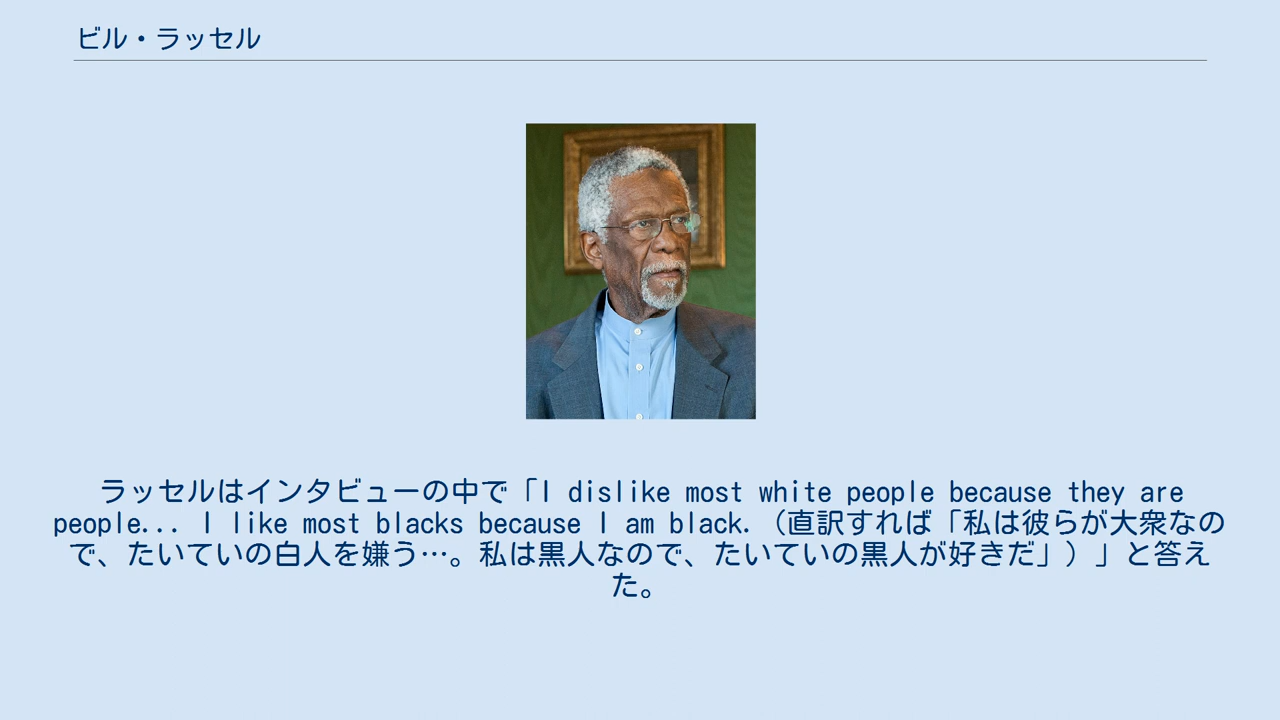 ビル・ラッセル
ラッセルはインタビューの中で「I dislike most white people because they are
people... I like most blacks because I am black.（直訳すれば「私は彼らが大衆なの
で、たいていの白人を嫌う…。私は黒人なので、たいていの黒人が好きだ」）」と答え
た。